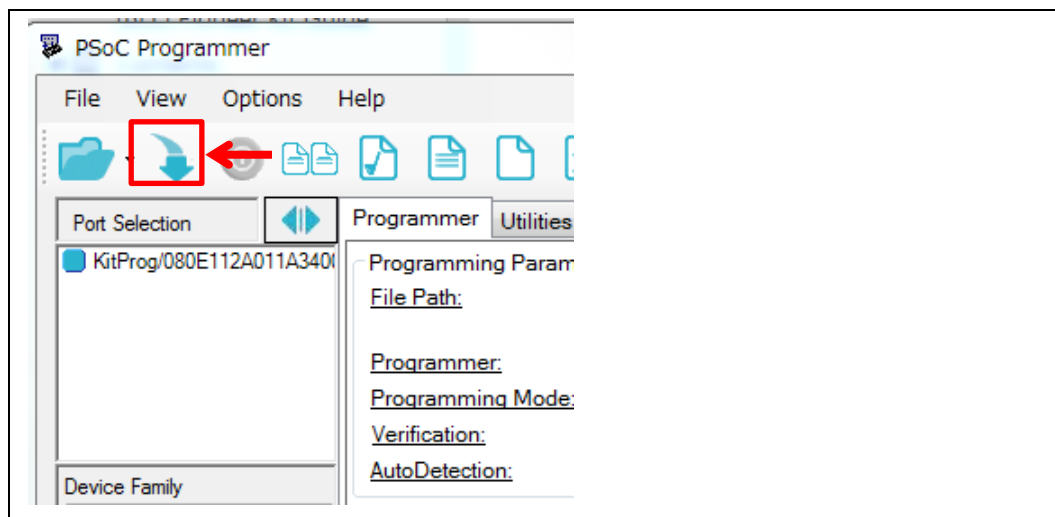 PSoC Programmer
File View Options Help
Port Selection
Programmer Utilities
KitProg/080E112A011A340
Programming Param
File Path:
Programmer:
Programming Mode:
Verification:
AutoDetection:
Device Family